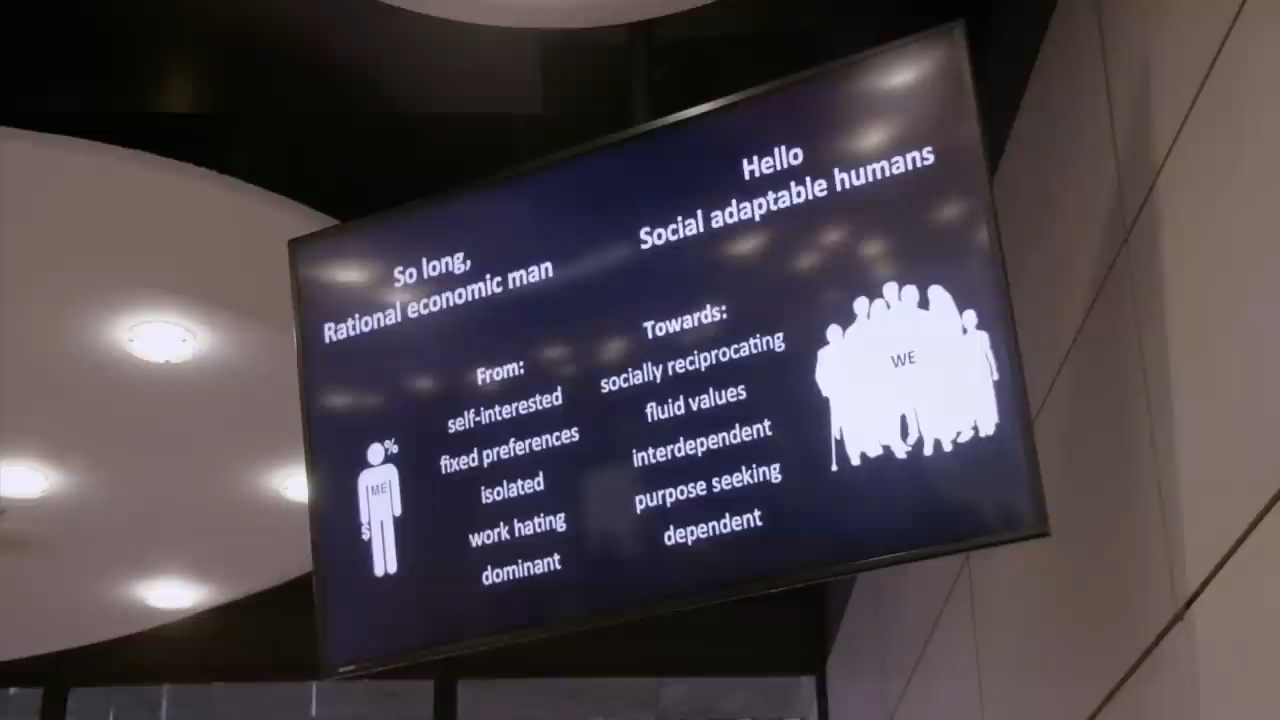 So long,
Rational economic man
From:
self-interested
fixed preferences
isolated
work hating
dominant
%
ME
$
Hello
Social adaptable humans
Towards:
socially reciprocating
fluid values
interdependent
purpose seeking
dependent
WE